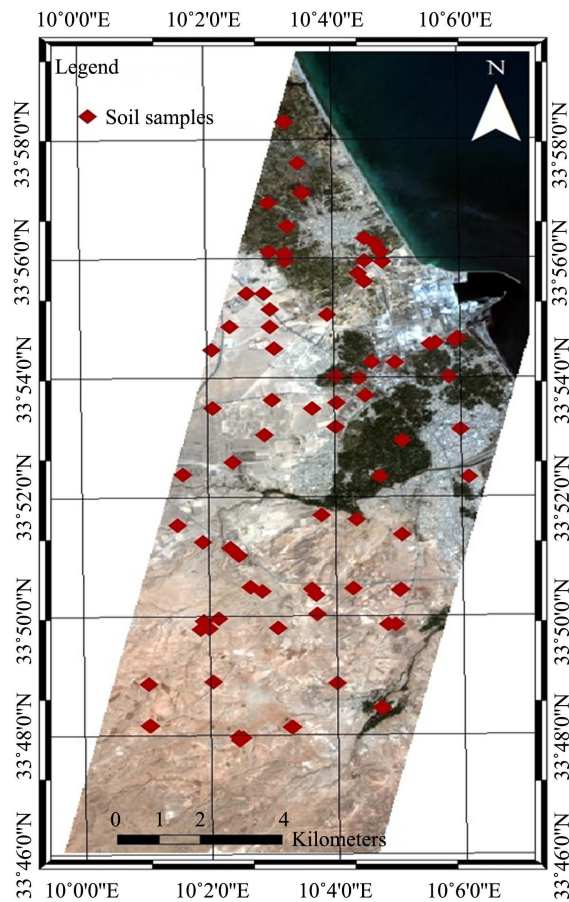 10°0'0"E 10°2'0"E 10°4'0"E 10°6'0"E
Legend
Soil samples
N
33°58'0"N 33°58'0"N
33°56'0"N 33°56'0"N
33°54'0"N 33°54'0"N
33°52'0"N 33°52'0"N
33°50'0"N 33°50'0"N
33°48'0"N 33°48'0"N
33°46'0"N 33°46'0"N
0 1 2 4
Kilometers
10°0'0"E 10°2'0"E 10°4'0"E 10°6'0"E